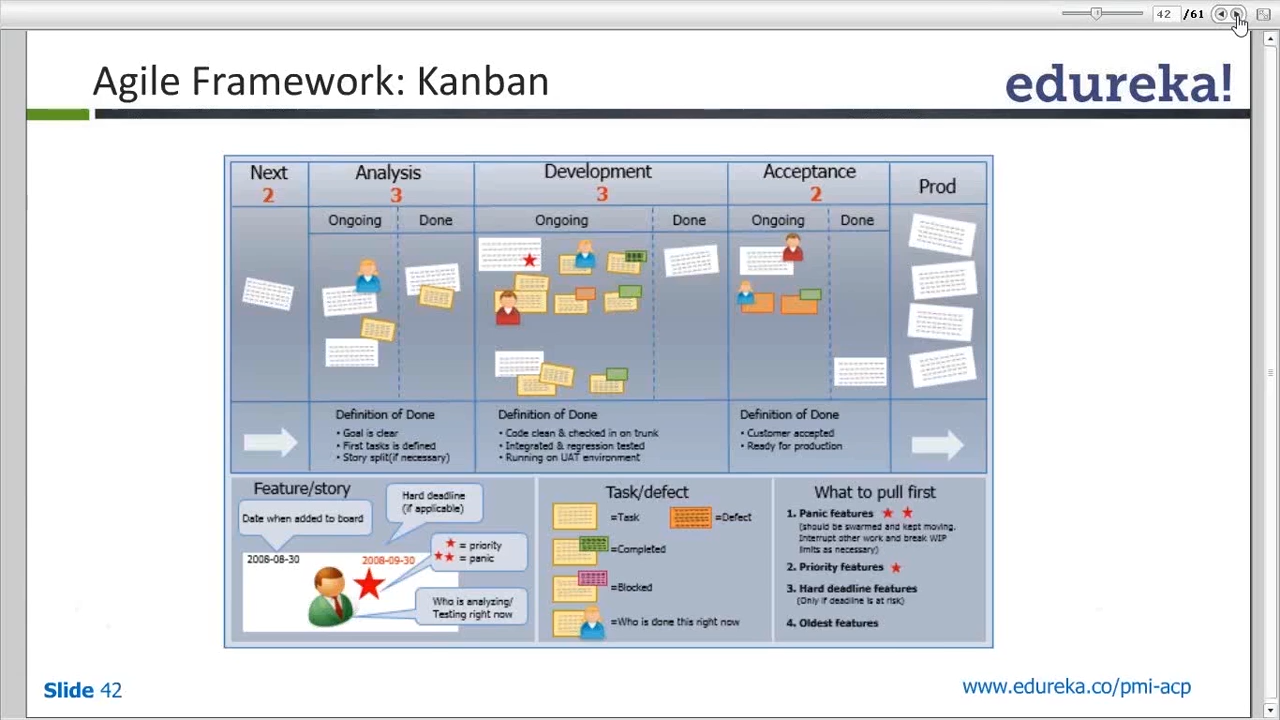 42 /61
Agile Framework: Kanban
edureka!
Next
2
Analysis
3
Development
3
Acceptance
2
Prod
Ongoing Done Ongoing Done Ongoing Done
Definition of Done
• Goal is clear
• First tasks is defined
• Story split(if necessary)
Definition of Done
• Code clean & checked in on trunk
• Integrated & regression tested
• Running on UAT environment
Definition of Done
• Customer accepted
• Ready for production
Feature/story
Date when added to board
Hard deadline
(if applicable)
2008-08-30
2008-09-30
= priority
= panic
Who is analyzing/
Testing right now
Task/defect
=Task
=Defect
=Completed
=Blocked
=Who is done this right now
What to pull first
1. Panic features
(should be swarmed and kept moving.
Interrupt other work and break WIP
limits as necessary)
2. Priority features
3. Hard deadline features
(Only if deadline is at risk)
4. Oldest features
Slide 42
www.edureka.co/pmi-acp